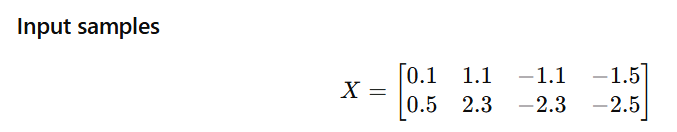 Input samples
X = [0.1 1.1 −1.1 −1.5
0.5 2.3 −2.3 −2.5]